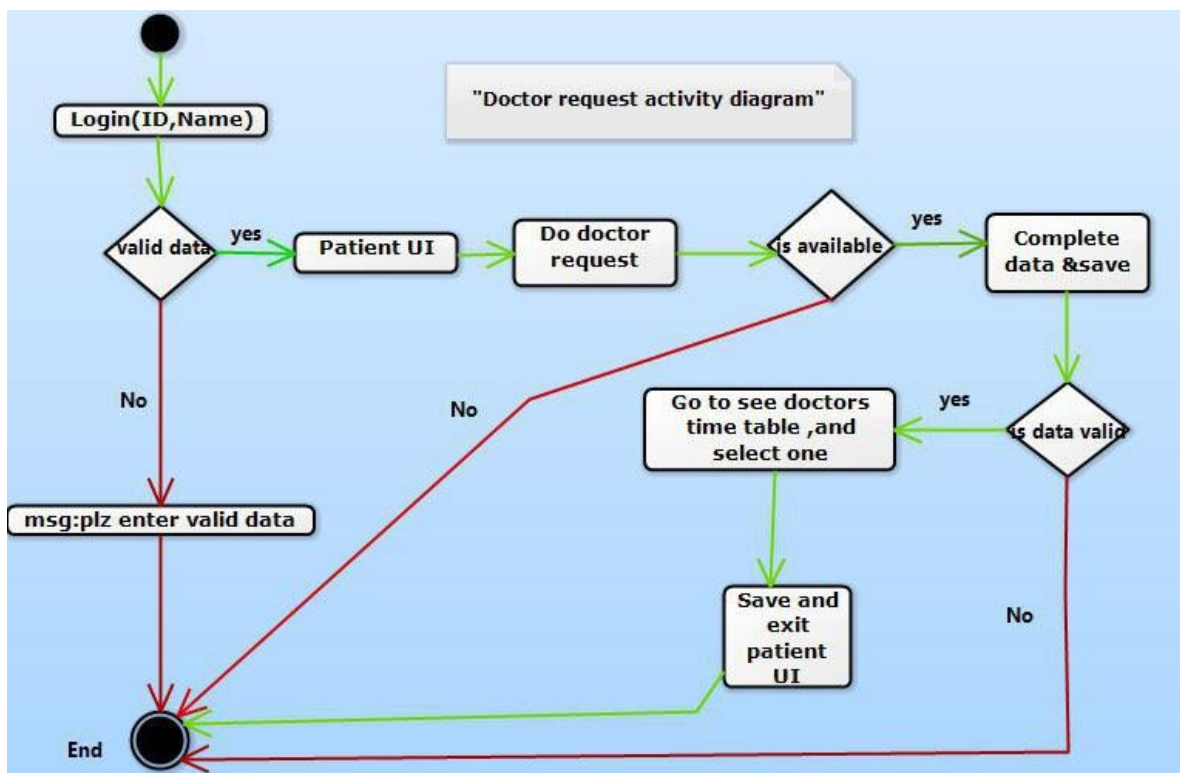 "Doctor request activity diagram"
Login(ID,Name)
valid data
yes
Patient UI
Do doctor
request
is available
yes
Complete
data &save
No
No
Go to see doctors
time table ,and
select one
yes
is data valid
msg:plz enter valid data
Save and
exit
patient
UI
No
End